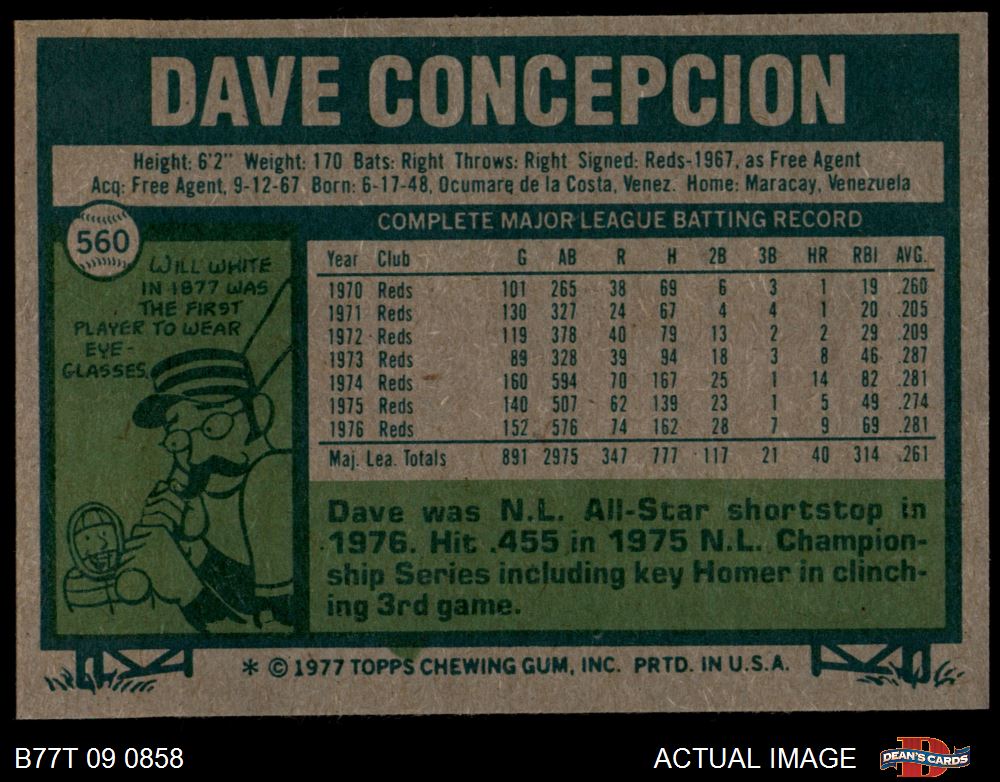 DAVE CONCEPCION
Height: 6'2" Weight: 170 Bats: Right Throws: Right Signed: Reds-1967, as Free Agent
Acq: Free Agent, 9-12-67, Born: 6-17-48, Ocumare de la Costa, Venez. Home: Maracay, Venezuela
560
WILL WHITE
IN 1877 WAS
THE FIRST
PLAYER TO WEAR
EYE-
GLASSES.
COMPLETE MAJOR LEAGUE BATTING RECORD
Year Club G AB R H 2B 3B HR RBI AVG.
1970 Reds 101 265 38 69 6 3 1 19 .260
1971 Reds 130 327 24 67 4 4 1 20 .205
1972 Reds 119 378 40 79 13 2 2 29 .209
1973 Reds 89 328 39 94 18 3 8 46 .287
1974 Reds 160 594 70 167 25 1 14 82 .281
1975 Reds 140 507 62 139 23 1 5 49 .274
1976 Reds 152 576 74 162 28 7 9 69 .281
Maj. Lea. Totals 891 2975 347 777 117 21 40 314 .261
Dave was N.L. All-Star shortstop in
1976. Hit .455 in 1975 N.L. Champion-
ship Series including key Homer in clinch-
ing 3rd game.
* © 1977 TOPPS CHEWING GUM, INC. PRTD. IN U.S.A.
B77T 09 0858
ACTUAL IMAGE
D
DEAN'S CARDS